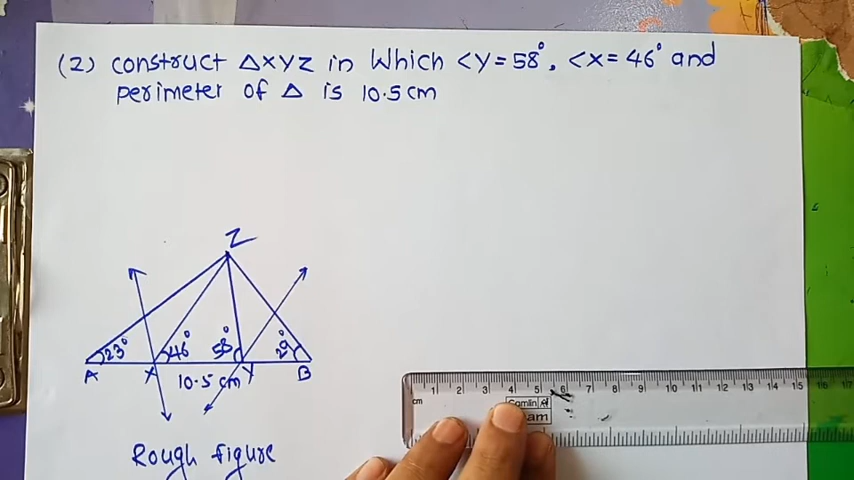 (2) construct △XYZ in which <Y = 58°, <X = 46° and
perimeter of △ is 10.5 cm
Z
23° 46° 58° 29°
A X Y B
10.5 cm
1 2 3 4 5 6 7 8 9 10 11 12 13 14 15 16 17
cm
Camlin
am
Rough figure